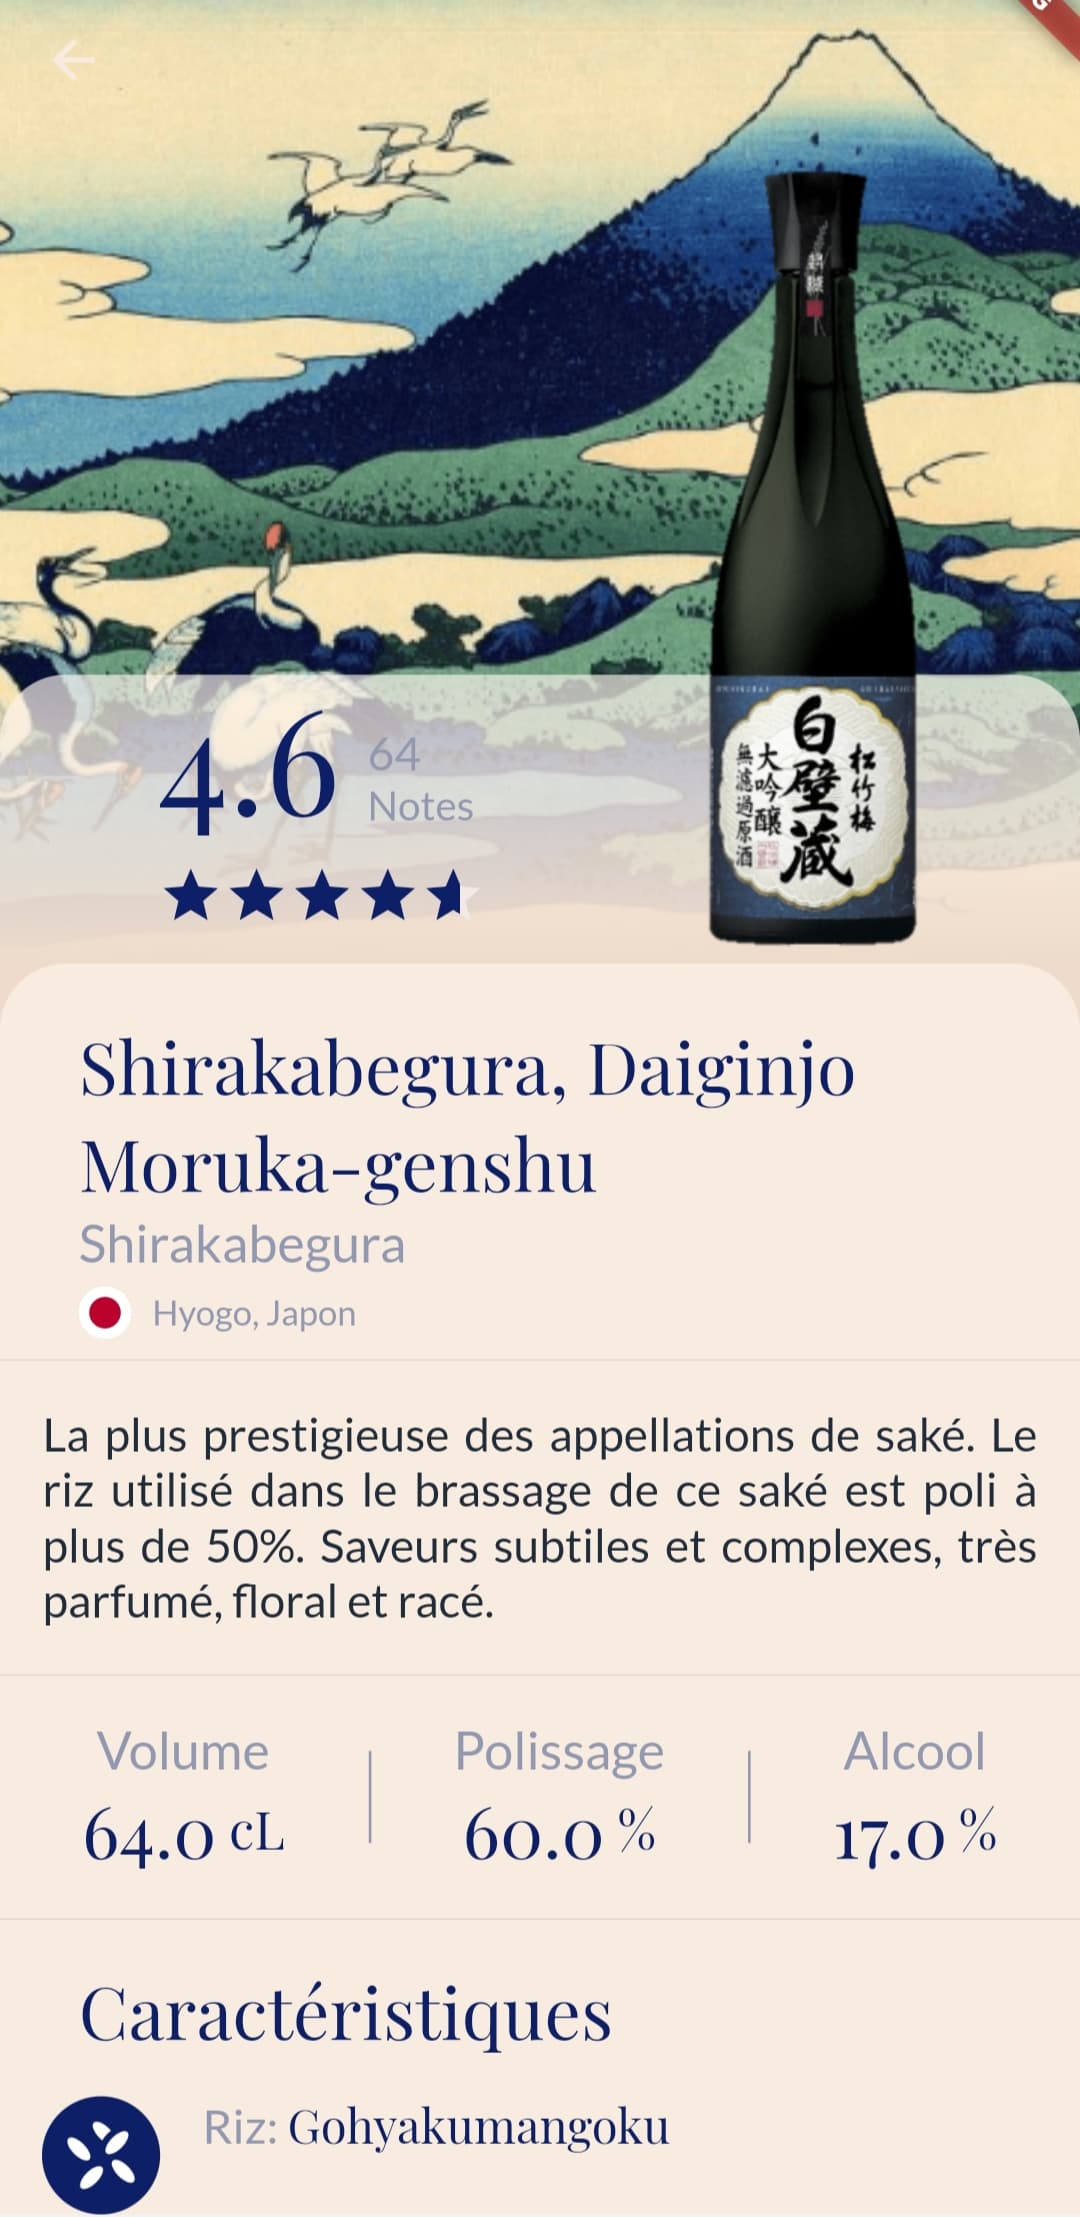 白壁蔵
松竹梅
大吟醸
無濾過原酒
4.6
64
Notes
Shirakabegura, Daiginjo
Moruka-genshu
Shirakabegura
Hyogo, Japon
La plus prestigieuse des appellations de saké. Le
riz utilisé dans le brassage de ce saké est poli à
plus de 50%. Saveurs subtiles et complexes, très
parfumé, floral et racé.
Volume
Polissage
Alcool
64.0 cL
60.0 %
17.0 %
Caractéristiques
Riz: Gohyakumangoku